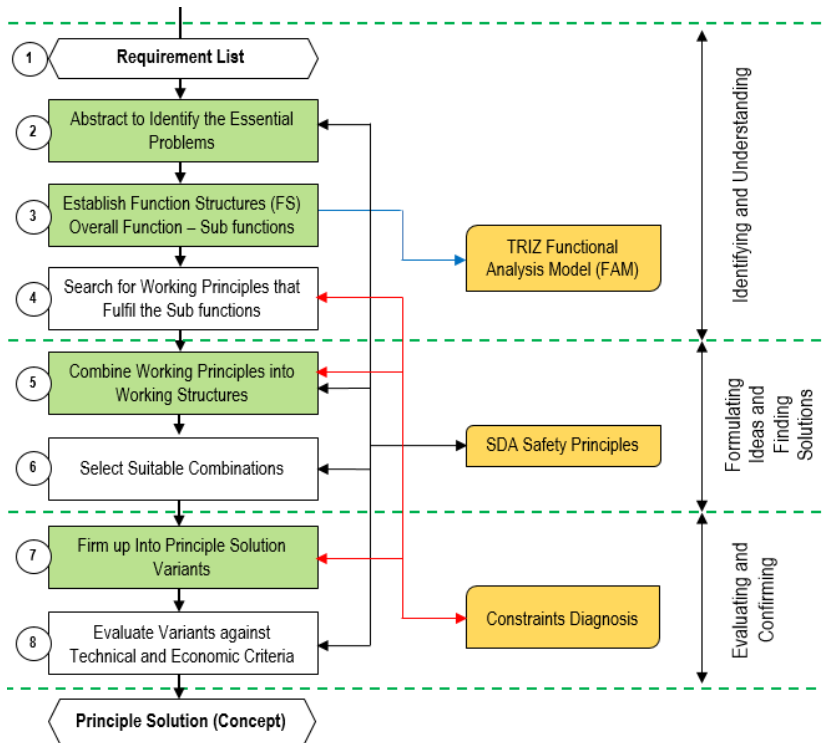 1
Requirement List
2
Abstract to Identify the Essential
Problems
3
Establish Function Structures (FS)
Overall Function – Sub functions
4
Search for Working Principles that
Fulfil the Sub functions
5
Combine Working Principles into
Working Structures
6
Select Suitable Combinations
7
Firm up Into Principle Solution
Variants
8
Evaluate Variants against
Technical and Economic Criteria
Principle Solution (Concept)
TRIZ Functional
Analysis Model (FAM)
SDA Safety Principles
Constraints Diagnosis
Identifying and Understanding
Formulating
Ideas and
Finding
Solutions
Evaluating and
Confirming